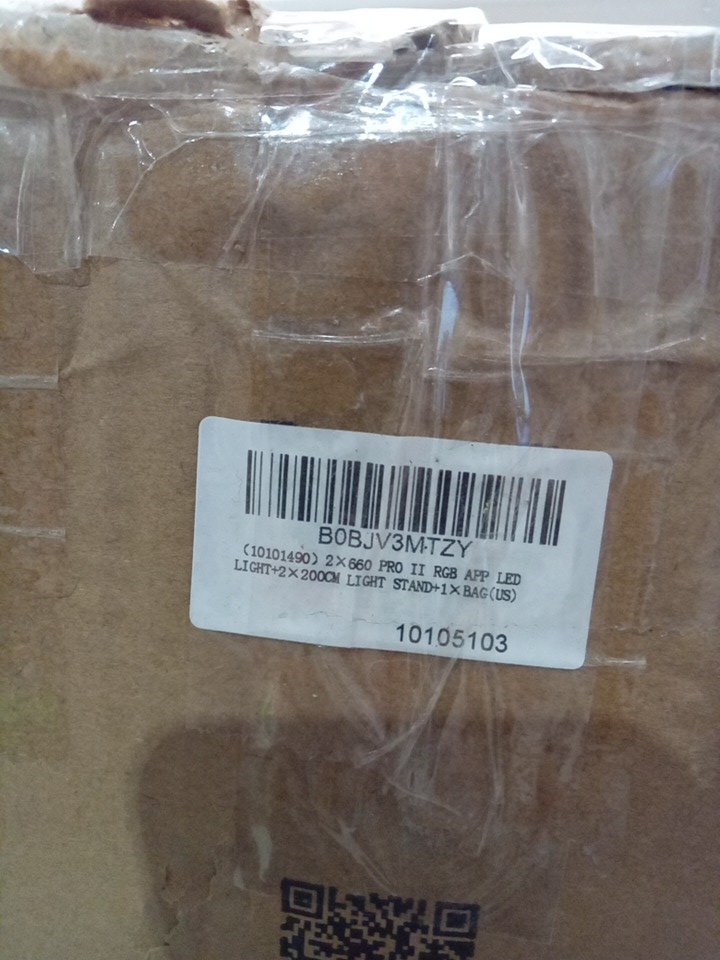 B0BJV3MTZY
(10101490) 2×660 PRO II RGB APP LED
LIGHT+2×200CM LIGHT STAND+1×BAG(US)
10105103